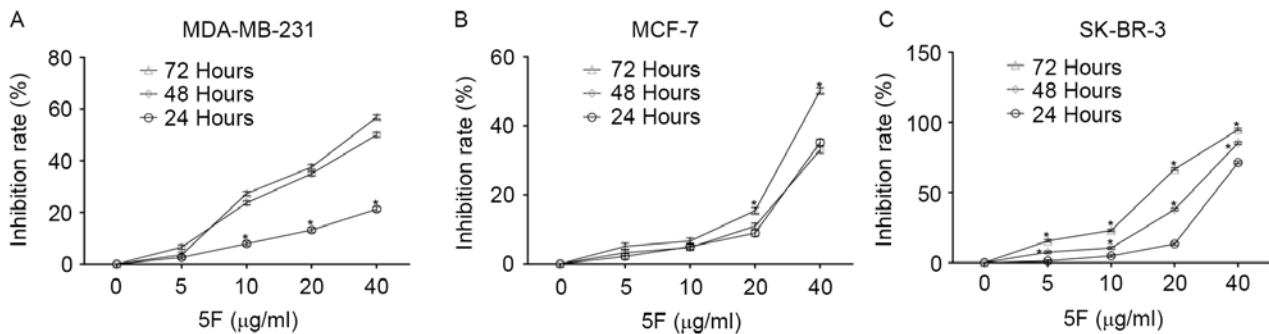 A
MDA-MB-231
80
60
40
20
0
Inhibition rate (%)
72 Hours
48 Hours
24 Hours
*
*
*
0 5 10 20 40
5F (μg/ml)
B
MCF-7
60
40
20
0
Inhibition rate (%)
72 Hours
48 Hours
24 Hours
*
*
0 5 10 20 40
5F (μg/ml)
C
SK-BR-3
150
100
50
0
Inhibition rate (%)
72 Hours
48 Hours
24 Hours
*
*
*
*
*
*
*
*
0 5 10 20 40
5F (μg/ml)